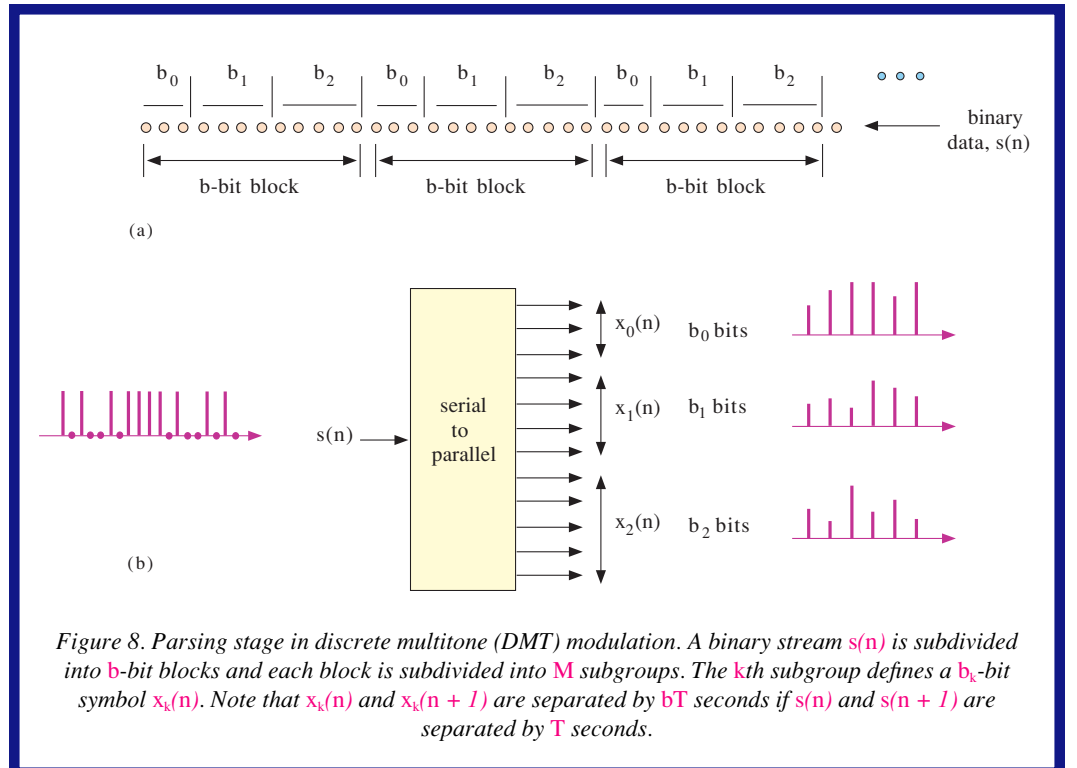 b0 b1 b2 b0 b1 b2 b0 b1 b2
binary
data, s(n)
b-bit block b-bit block b-bit block
(a)
x0(n) b0 bits
serial
to
parallel
s(n)
x1(n) b1 bits
x2(n) b2 bits
(b)
Figure 8. Parsing stage in discrete multitone (DMT) modulation. A binary stream s(n) is subdivided
into b-bit blocks and each block is subdivided into M subgroups. The kth subgroup defines a bk-bit
symbol xk(n). Note that xk(n) and xk(n + 1) are separated by bT seconds if s(n) and s(n + 1) are
separated by T seconds.